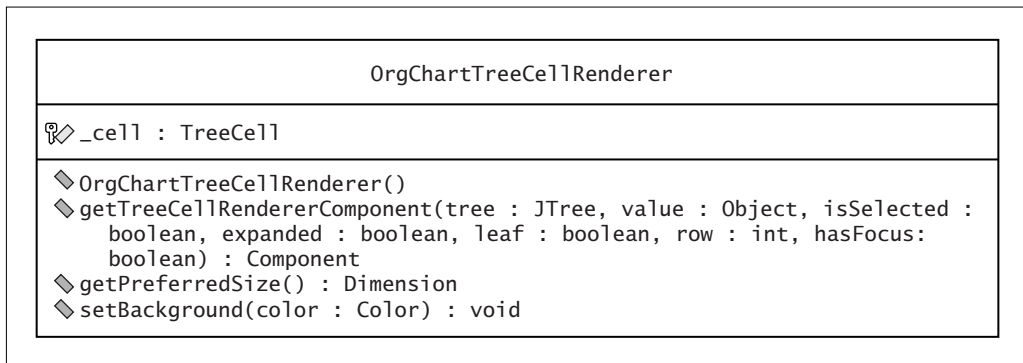 OrgChartTreeCellRenderer
_cell : TreeCell
OrgChartTreeCellRenderer()
getTreeCellRendererComponent(tree : JTree, value : Object, isSelected :
boolean, expanded : boolean, leaf : boolean, row : int, hasFocus:
boolean) : Component
getPreferredSize() : Dimension
setBackground(color : Color) : void